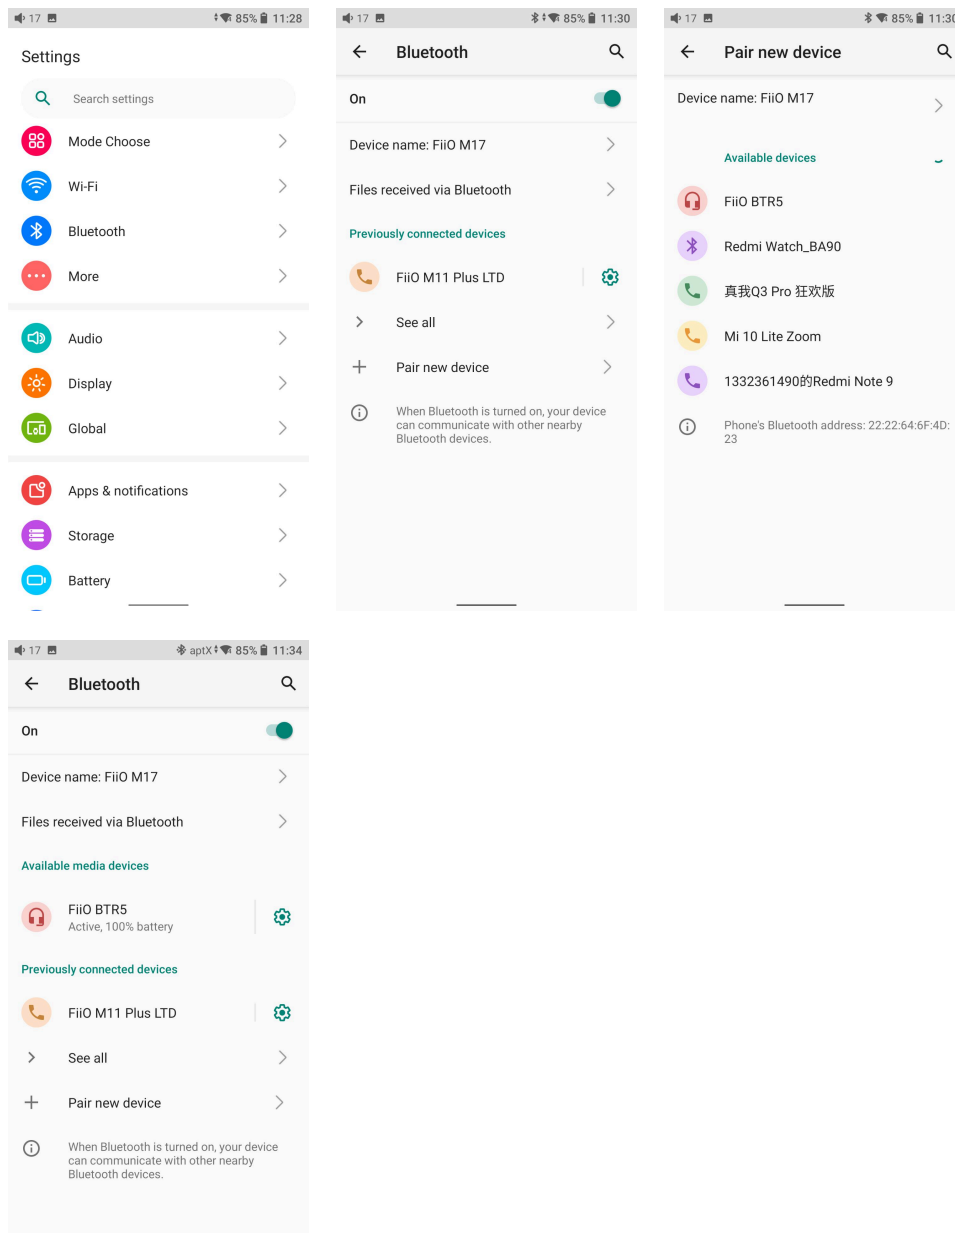 17 85% 11:28
Settings
Search settings
Mode Choose
Wi-Fi
Bluetooth
More
Audio
Display
Global
Apps & notifications
Storage
Battery
17 85% 11:30
Bluetooth
On
Device name: FiiO M17
Files received via Bluetooth
Previously connected devices
FiiO M11 Plus LTD
See all
Pair new device
When Bluetooth is turned on, your device
can communicate with other nearby
Bluetooth devices.
17 85% 11:30
Pair new device
Device name: FiiO M17
Available devices
FiiO BTR5
Redmi Watch_BA90
真我Q3 Pro 狂欢版
Mi 10 Lite Zoom
1332361490的Redmi Note 9
Phone's Bluetooth address: 22:22:64:6F:4D:
23
17 aptX 85% 11:34
Bluetooth
On
Device name: FiiO M17
Files received via Bluetooth
Available media devices
FiiO BTR5
Active, 100% battery
Previously connected devices
FiiO M11 Plus LTD
See all
Pair new device
When Bluetooth is turned on, your device
can communicate with other nearby
Bluetooth devices.